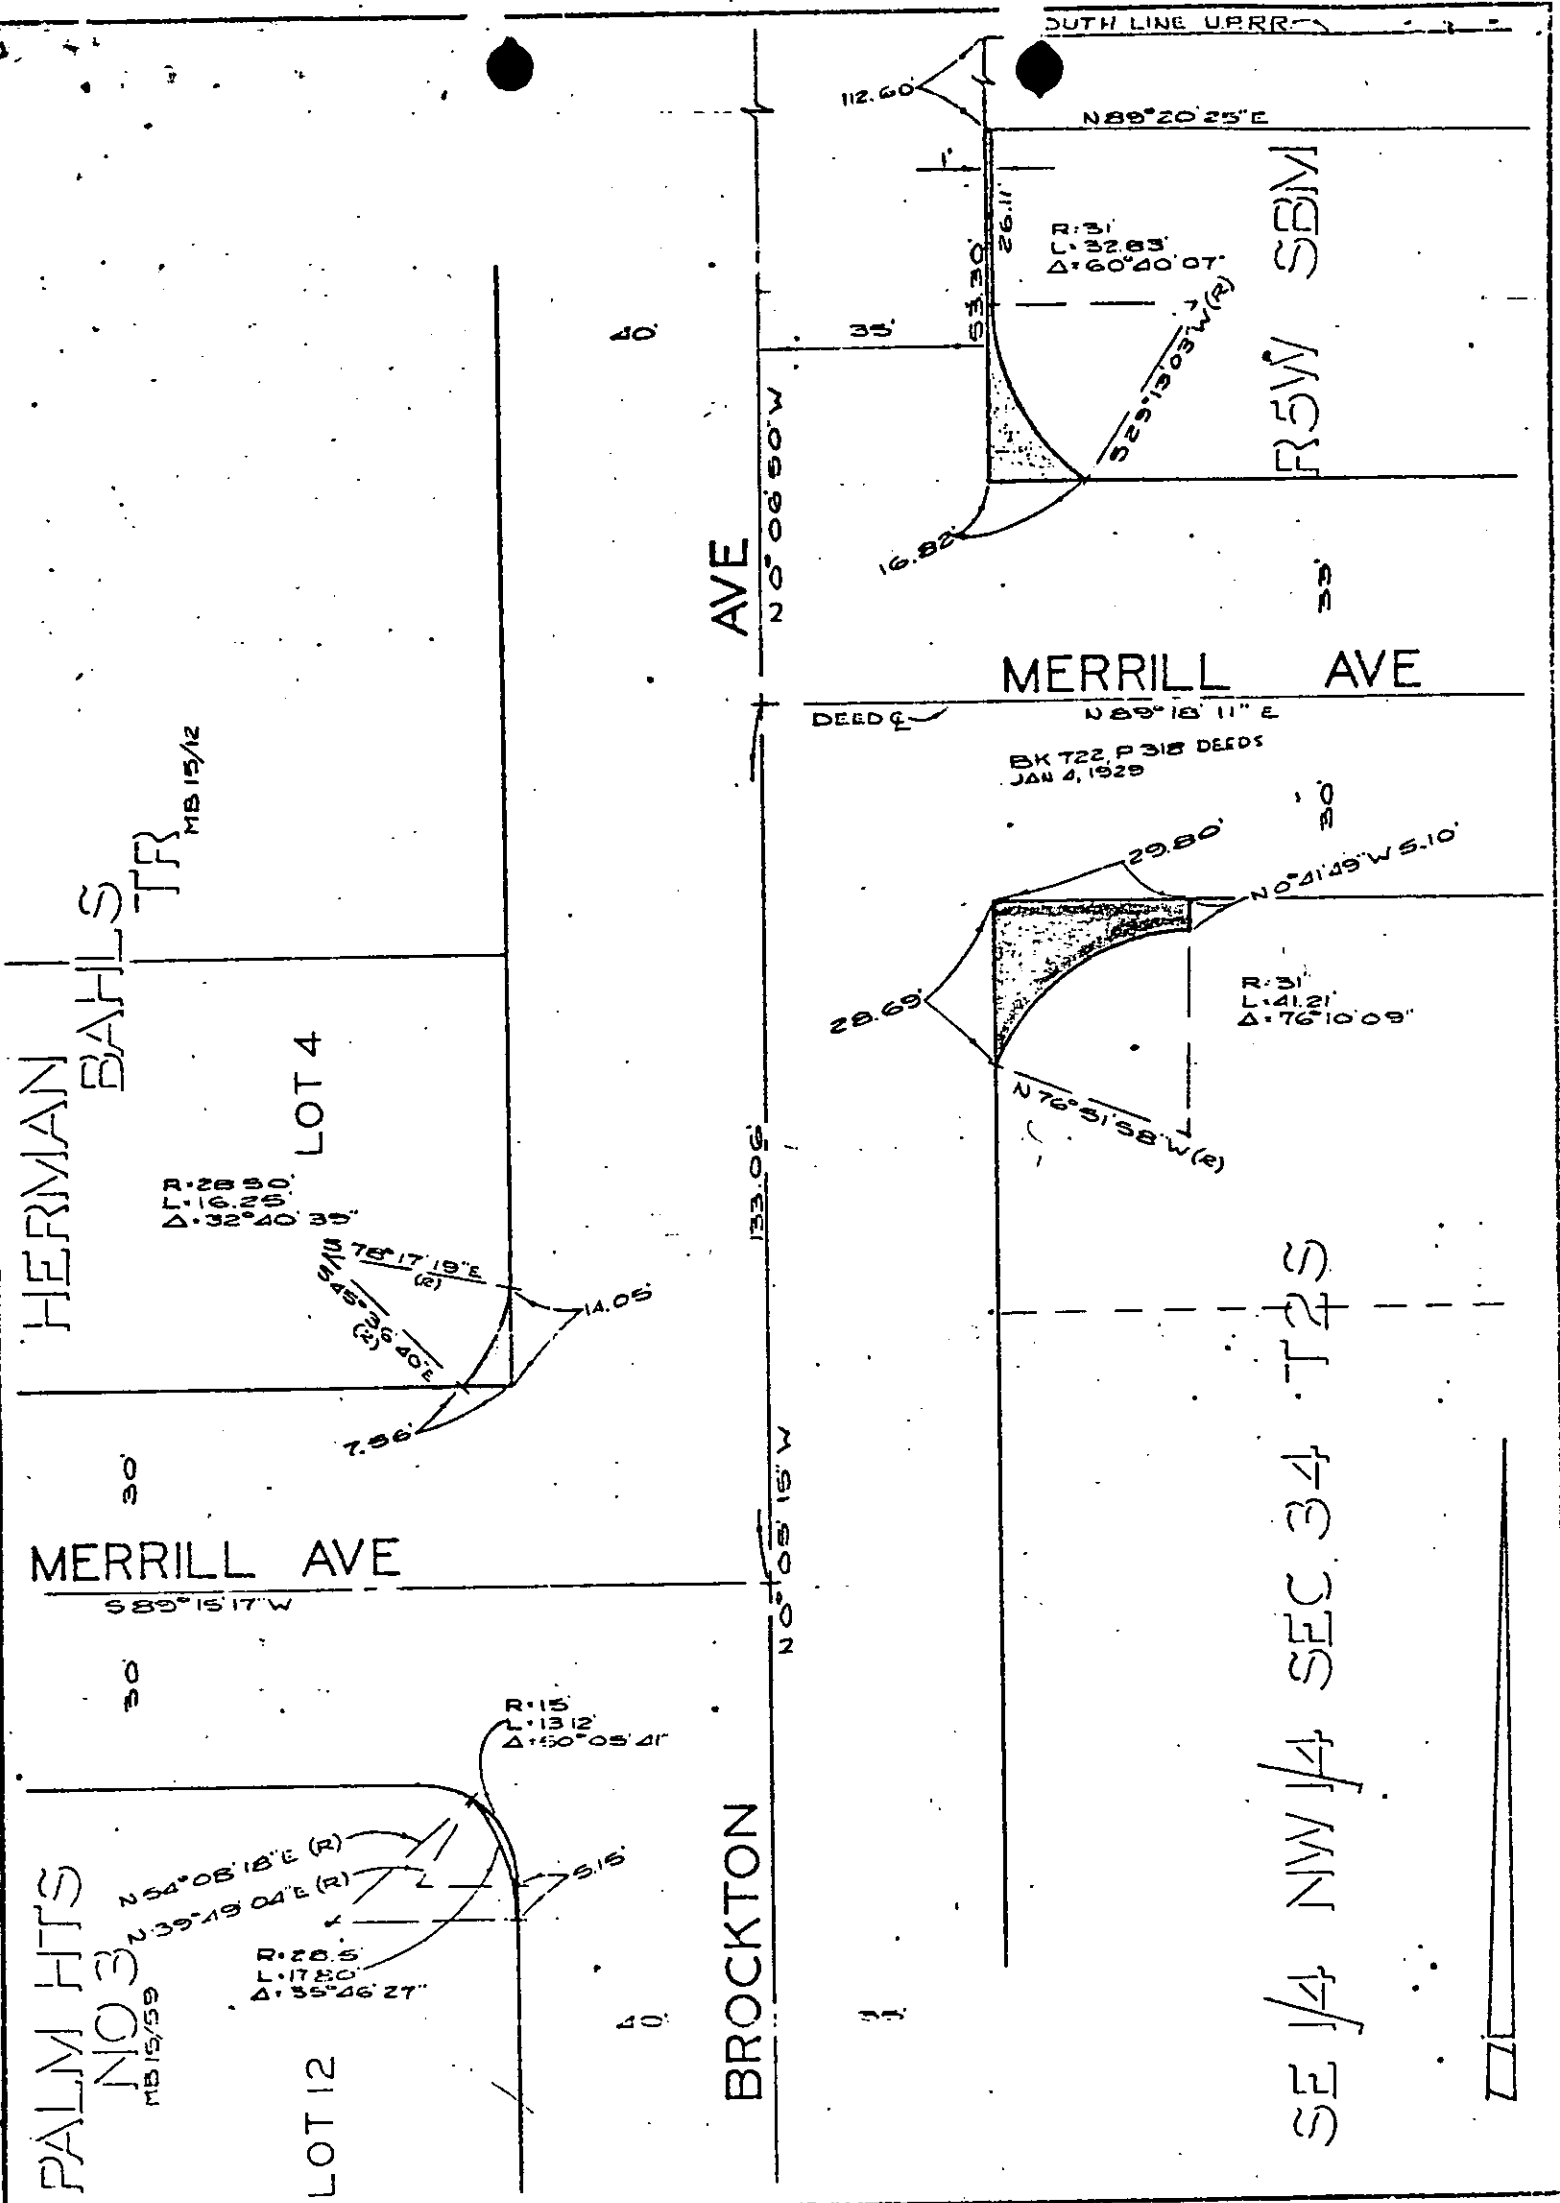 OUTH LINE U.P.RR.
112.60'
N89°20'25"E
1'
26.11'
53.30'
R=31'
L=32.83'
Δ=60°40'07"
S29°13'03"W(R)
R5W SBM
40'
35'
N0°06'50"W
AVE
16.82'
33'
MERRILL AVE
DEED ℄
N89°18'11"E
BK 722, P 318 DEEDS
JAN 4, 1929
30'
HERMAN
BAHLS
TR
MB 15/12
29.80'
N0°41'49"W 5.10'
28.69'
R=31'
L=41.21'
Δ=76°10'09"
N76°51'58"W(R)
LOT 4
R=28.50'
L=16.25'
Δ=32°40'39"
S78°17'19"E
(R)
S45°36'40"E
(R)
14.05'
7.56'
133.06'
30'
MERRILL AVE
S89°15'17"W
N0°05'15"W
30'
R=15'
L=13.12'
Δ=50°05'41"
N54°08'18"E (R)
N39°49'04"E (R)
5.15'
R=28.5'
L=17.80'
Δ=35°46'27"
PALM HTS
NO 3
MB 15/59
LOT 12
40'
BROCKTON
35'
SE 1/4 NW 1/4 SEC. 34 T2S